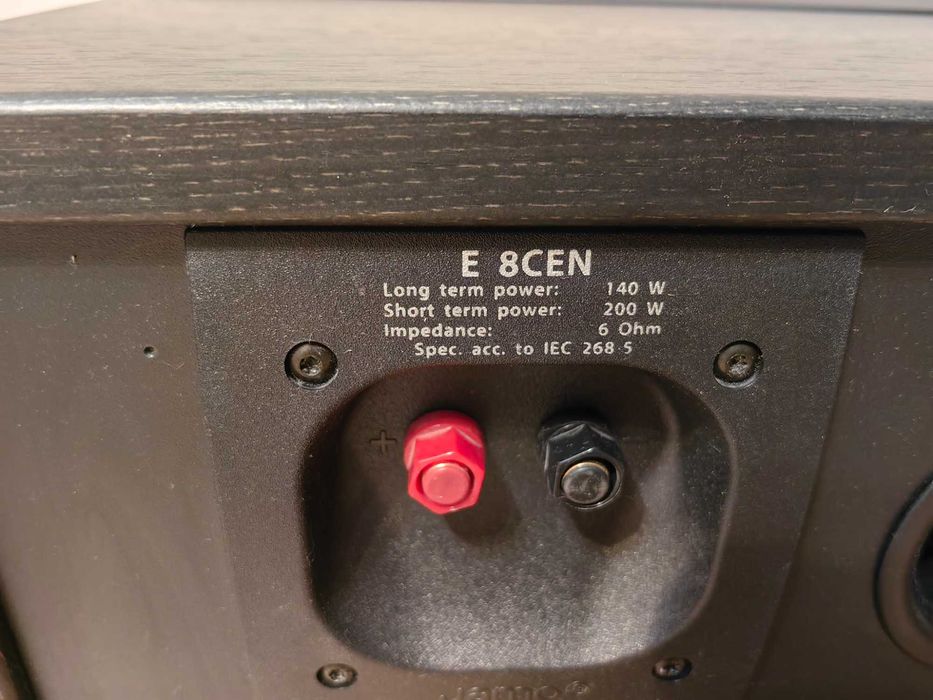 E 8CEN
Long term power: 140 W
Short term power: 200 W
Impedance: 6 Ohm
Spec. acc. to IEC 268-5
+